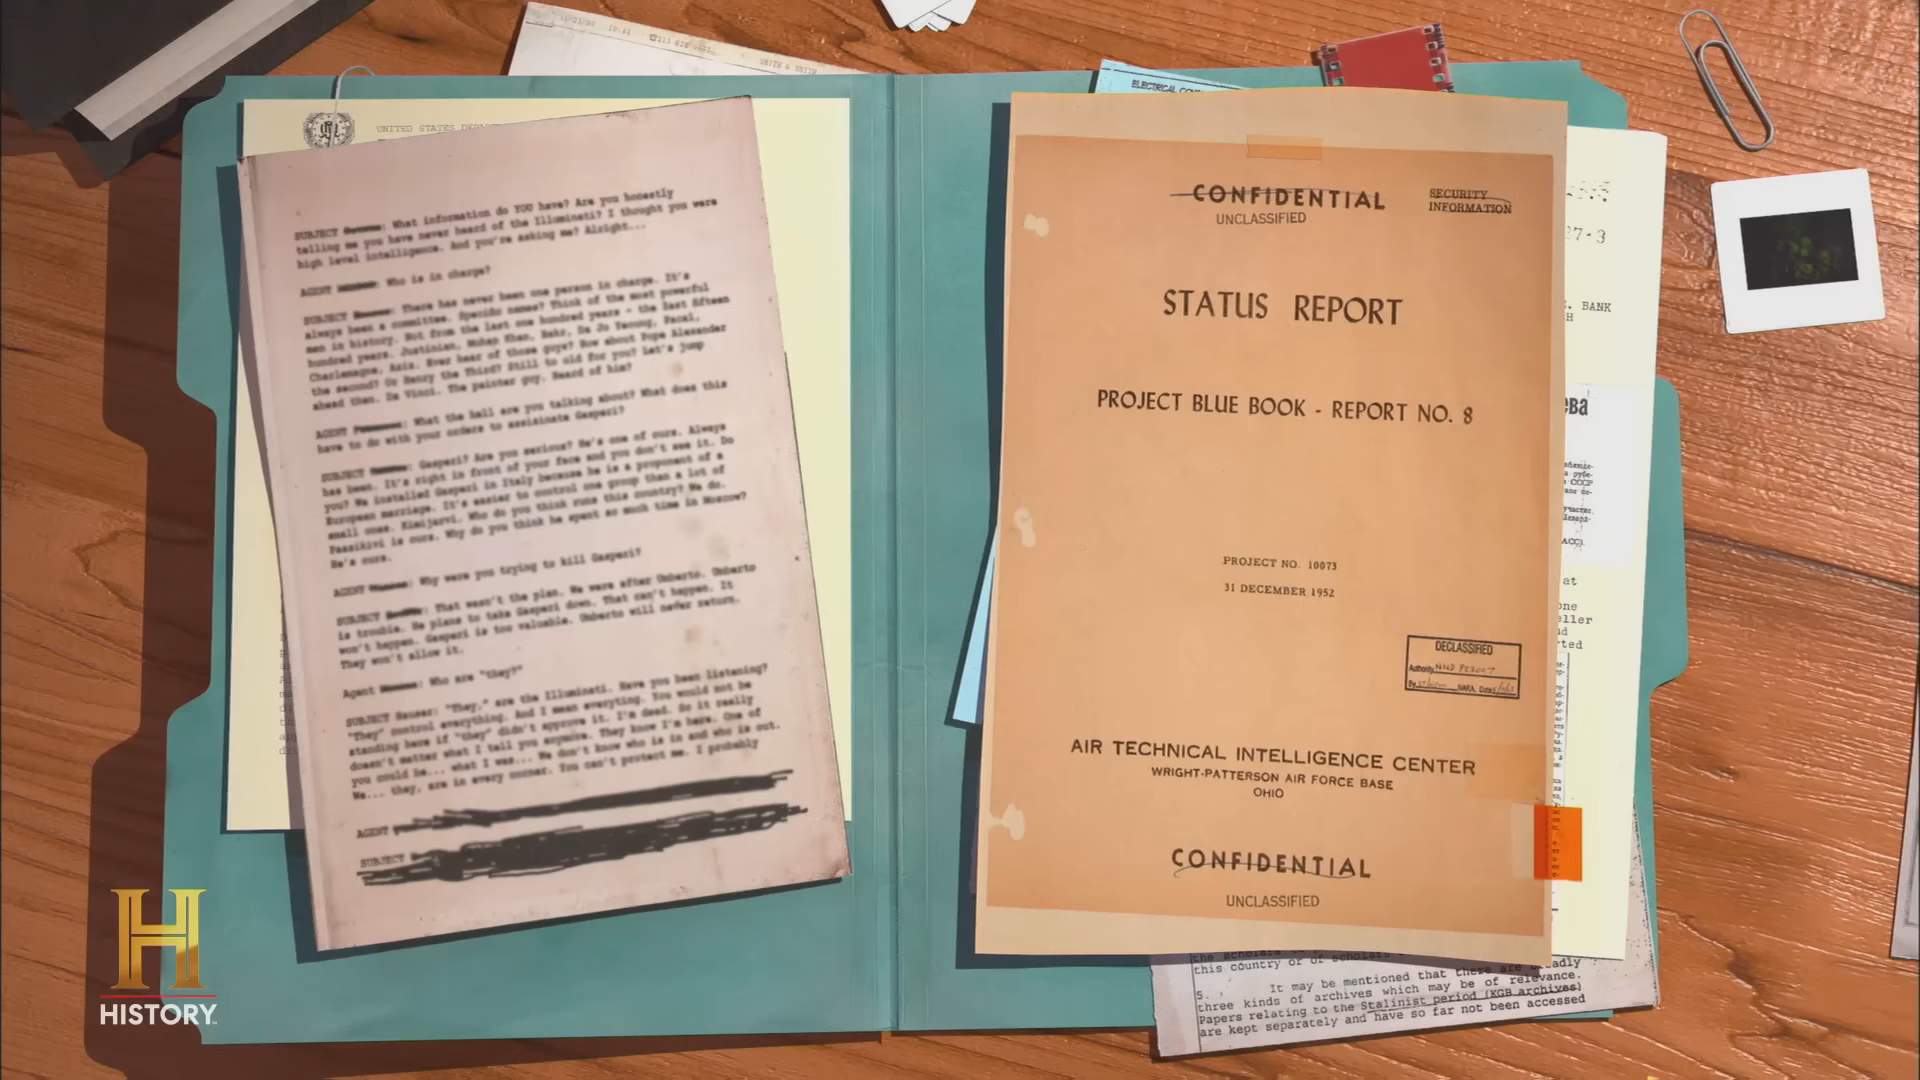 UNITED STATES DEPA
SUBJECT : What information do YOU have? Are you honestly
telling me you have never heard of the Illuminati? I thought you were
high level intelligence. And you're asking me? Alright...
AGENT : Who is in charge?
SUBJECT : There has never been one person in charge. It's
always been a committee. Specific names? Think of the most powerful
men in history. Not from the last one hundred years - the last fifteen
hundred years. Justinian, Muhan Khan, Bakr, Da Jo Yeoung, Pacal,
Charlemagne, Aziz. Ever hear of those guys? How about Pope Alexander
the second? Or Henry the Third? Still to old for you? Let's jump
ahead then. Da Vinci. The painter guy. Heard of him?
AGENT : What the hall are you talking about? What does this
have to do with your orders to assisinate Gasperi?
SUBJECT : Gasperi? Are you serious? He's one of ours. Always
has been. It's right in front of your face and you don't see it. Do
you? We installed Gasperi in Italy because he is a proponent of a
European marriage. It's easier to control one group than a lot of
small ones. Who do you think runs this country? We do.
Paasikivi is ours. Why do you think he spent so much time in Moscow?
He's ours.
AGENT : Why were you trying to kill Gasperi?
SUBJECT : That wasn't the plan. We were after Umberto. Umberto
is trouble. He plans to take Gasperi down. That can't happen. It
won't happen. Gasperi is too valuable. Umberto will never return.
They won't allow it.
Agent : Who are "they?"
SUBJECT : "They," are the Illuminati. Have you been listening?
"They" control everything. And I mean everyting. You would not be
standing here if "they" didn't approve it. I'm dead. So it really
doesn't matter what I tell you anymore. They know I'm here. One of
you could be... what I was... We don't know who is in and who is out.
We... they, are in every corner. You can't protect me. I probably
AGENT
SUBJECT
ELECTRICAL
CONFIDENTIAL
UNCLASSIFIED
SECURITY
INFORMATION
STATUS REPORT
PROJECT BLUE BOOK - REPORT NO. 8
PROJECT NO. 10073
31 DECEMBER 1952
DECLASSIFIED
Authority
By NARA, Date
AIR TECHNICAL INTELLIGENCE CENTER
WRIGHT-PATTERSON AIR FORCE BASE
OHIO
CONFIDENTIAL
UNCLASSIFIED
27-3
BANK
СССР
this country or of scholars
5. It may be mentioned that there are
three kinds of archives which may be of relevance.
Papers relating to the Stalinist period (KGB archives)
are kept separately and have so far not been accessed
H
HISTORY